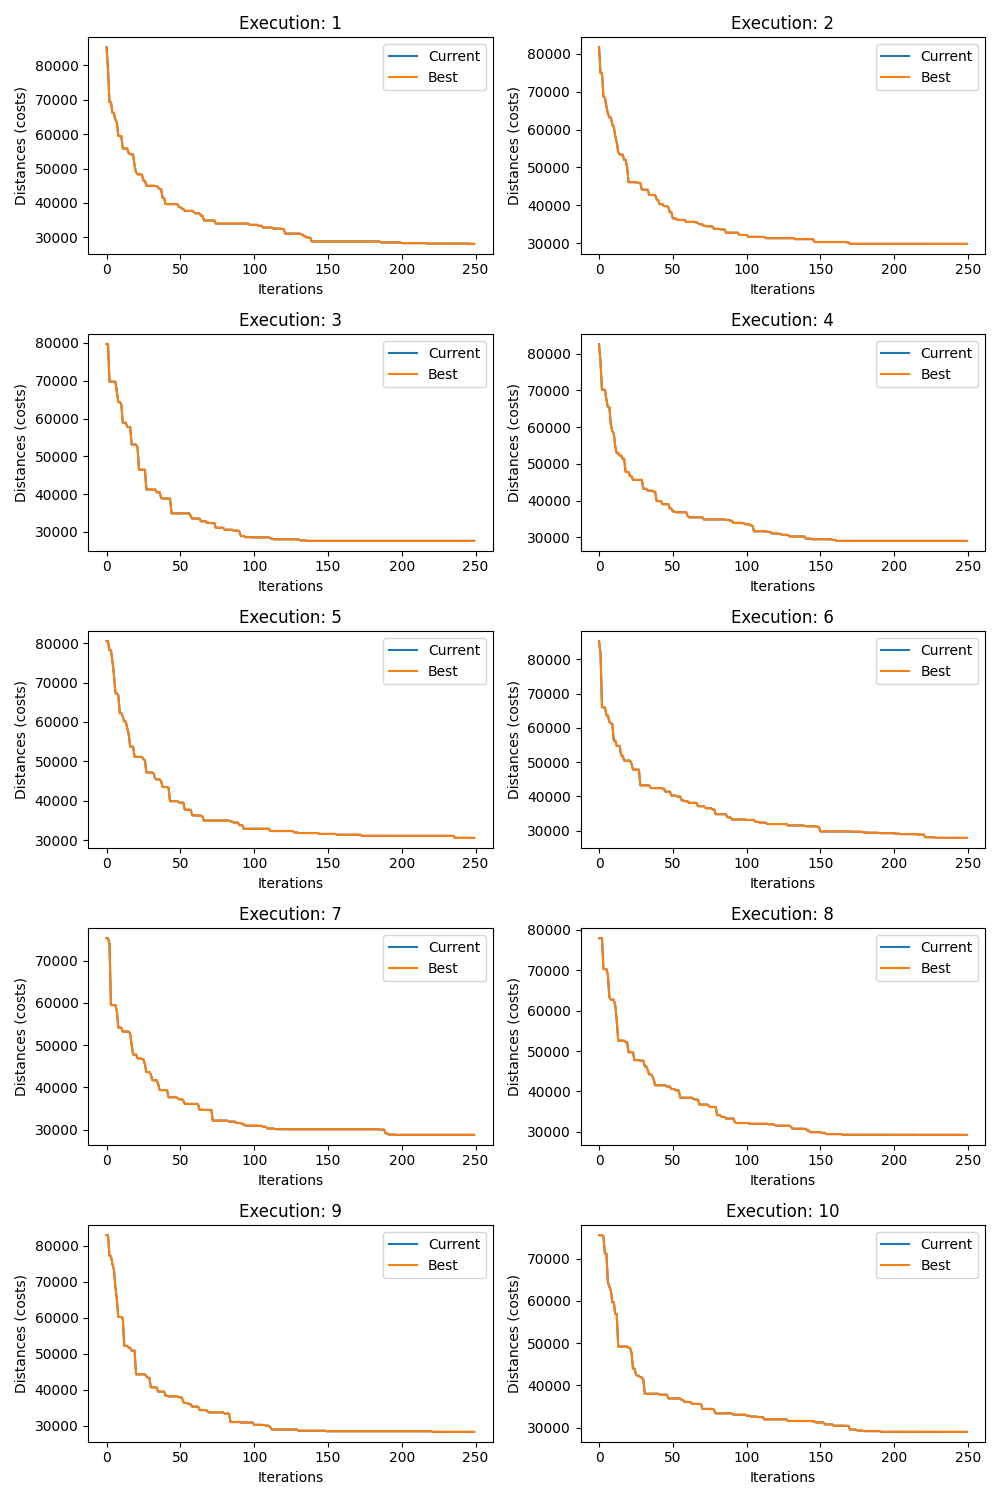 Execution: 1
Distances (costs)
80000
70000
60000
50000
40000
30000
Current
Best
0 50 100 150 200 250
Iterations
Execution: 2
Distances (costs)
80000
70000
60000
50000
40000
30000
Current
Best
0 50 100 150 200 250
Iterations
Execution: 3
Distances (costs)
80000
70000
60000
50000
40000
30000
Current
Best
0 50 100 150 200 250
Iterations
Execution: 4
Distances (costs)
80000
70000
60000
50000
40000
30000
Current
Best
0 50 100 150 200 250
Iterations
Execution: 5
Distances (costs)
80000
70000
60000
50000
40000
30000
Current
Best
0 50 100 150 200 250
Iterations
Execution: 6
Distances (costs)
80000
70000
60000
50000
40000
30000
Current
Best
0 50 100 150 200 250
Iterations
Execution: 7
Distances (costs)
70000
60000
50000
40000
30000
Current
Best
0 50 100 150 200 250
Iterations
Execution: 8
Distances (costs)
80000
70000
60000
50000
40000
30000
Current
Best
0 50 100 150 200 250
Iterations
Execution: 9
Distances (costs)
80000
70000
60000
50000
40000
30000
Current
Best
0 50 100 150 200 250
Iterations
Execution: 10
Distances (costs)
70000
60000
50000
40000
30000
Current
Best
0 50 100 150 200 250
Iterations